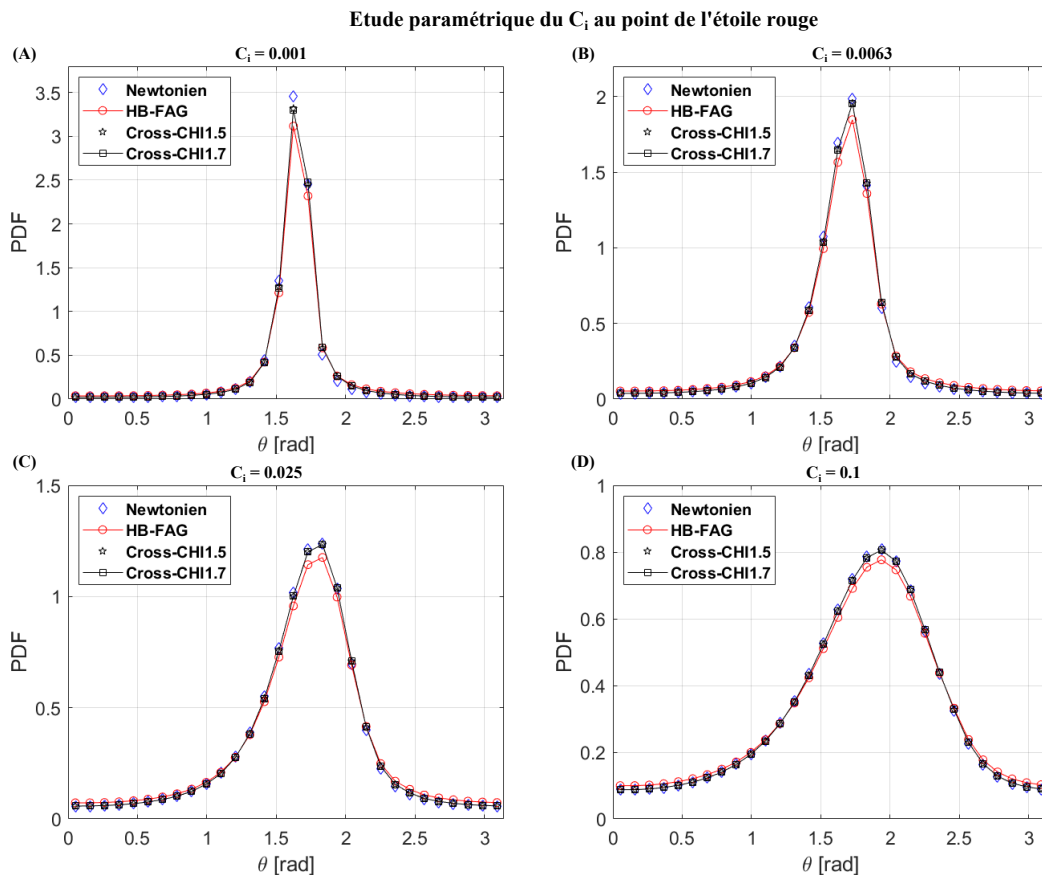 Etude paramétrique du Ci au point de l'étoile rouge
(A)
Ci = 0.001
Newtonien
HB-FAG
Cross-CHI1.5
Cross-CHI1.7
PDF
3.5
3
2.5
2
1.5
1
0.5
0
0 0.5 1 1.5 2 2.5 3
θ [rad]
(B)
Ci = 0.0063
Newtonien
HB-FAG
Cross-CHI1.5
Cross-CHI1.7
PDF
2
1.5
1
0.5
0
0 0.5 1 1.5 2 2.5 3
θ [rad]
(C)
Ci = 0.025
Newtonien
HB-FAG
Cross-CHI1.5
Cross-CHI1.7
PDF
1.5
1
0.5
0
0 0.5 1 1.5 2 2.5 3
θ [rad]
(D)
Ci = 0.1
Newtonien
HB-FAG
Cross-CHI1.5
Cross-CHI1.7
PDF
1
0.8
0.6
0.4
0.2
0
0 0.5 1 1.5 2 2.5 3
θ [rad]